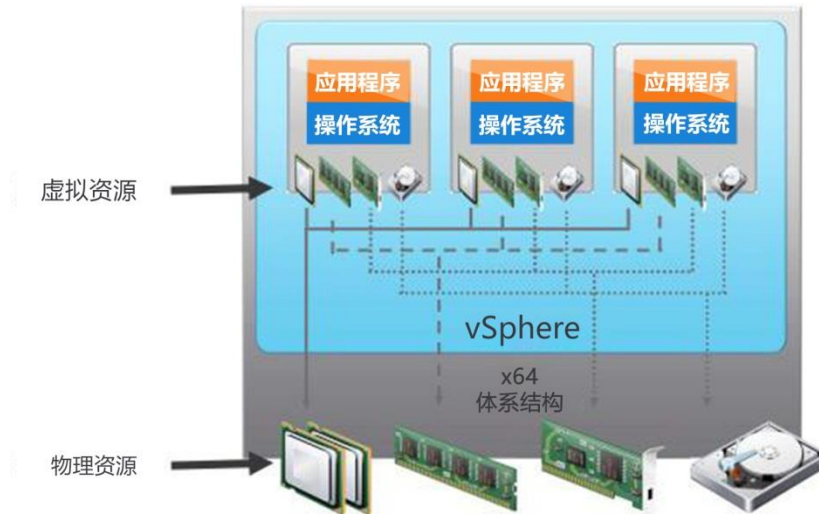 应用程序
操作系统
应用程序
操作系统
应用程序
操作系统
虚拟资源
vSphere
x64
体系结构
物理资源